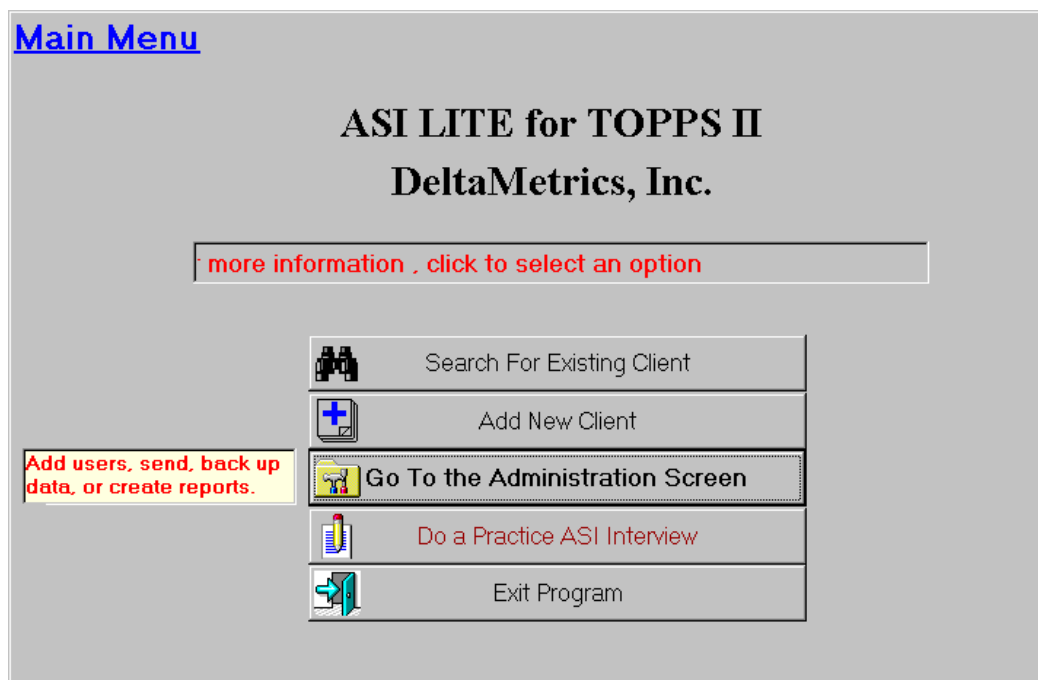 Main Menu
ASI LITE for TOPPS II
DeltaMetrics, Inc.
more information , click to select an option
Search For Existing Client
Add New Client
Add users, send, back up
data, or create reports.
Go To the Administration Screen
Do a Practice ASI Interview
Exit Program